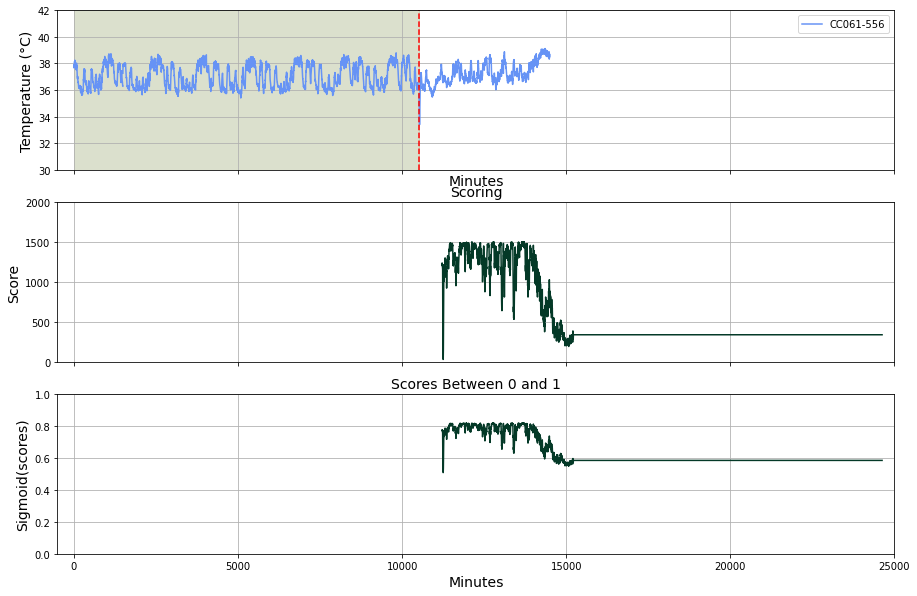 42
40
38
36
34
32
30
Temperature (°C)
CC061-556
Minutes
Scoring
2000
1500
1000
500
0
Score
Scores Between 0 and 1
1.0
0.8
0.6
0.4
0.2
0.0
Sigmoid(scores)
0 5000 10000 15000 20000 25000
Minutes